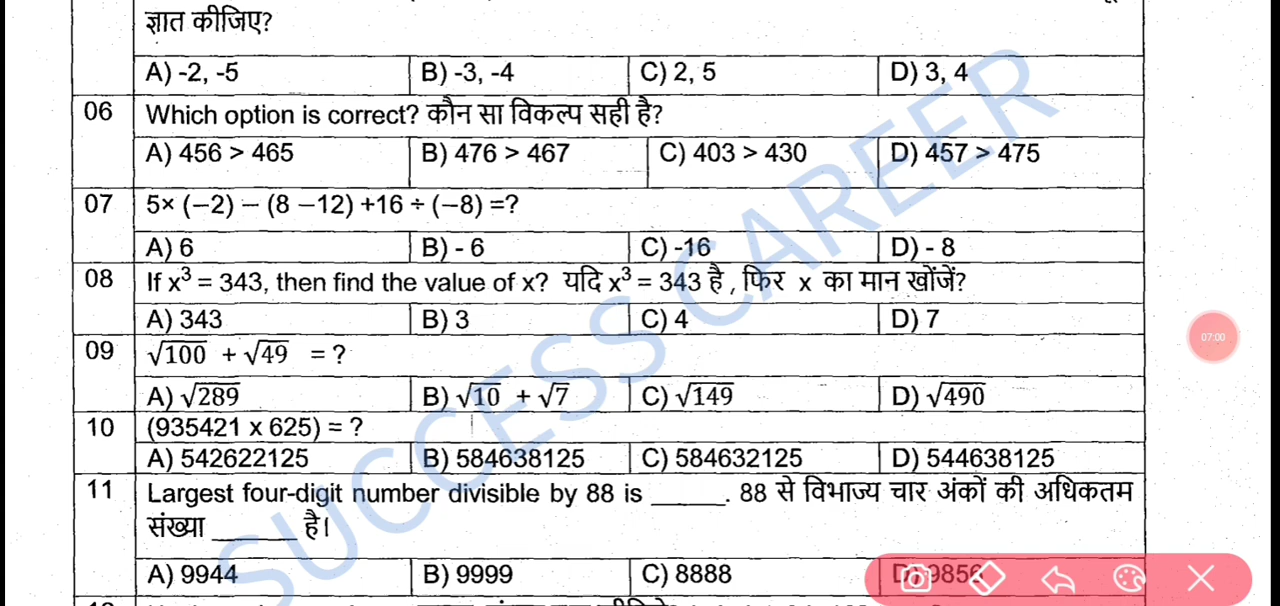 ज्ञात कीजिए?
A) -2, -5 B) -3, -4 C) 2, 5 D) 3, 4
06 Which option is correct? कौन सा विकल्प सही है?
A) 456 > 465 B) 476 > 467 C) 403 > 430 D) 457 > 475
07 5× (−2) − (8 −12) +16 ÷ (−8) =?
A) 6 B) - 6 C) -16 D) - 8
08 If x³ = 343, then find the value of x? यदि x³ = 343 है , फिर x का मान खोंजें?
A) 343 B) 3 C) 4 D) 7
09 √100 + √49 = ?
A) √289 B) √10 + √7 C) √149 D) √490
10 (935421 x 625) = ?
A) 542622125 B) 584638125 C) 584632125 D) 544638125
11 Largest four-digit number divisible by 88 is ______. 88 से विभाज्य चार अंकों की अधिकतम
संख्या _______ है।
A) 9944 B) 9999 C) 8888 D) 9856
SUCCESS CAREER
07:00